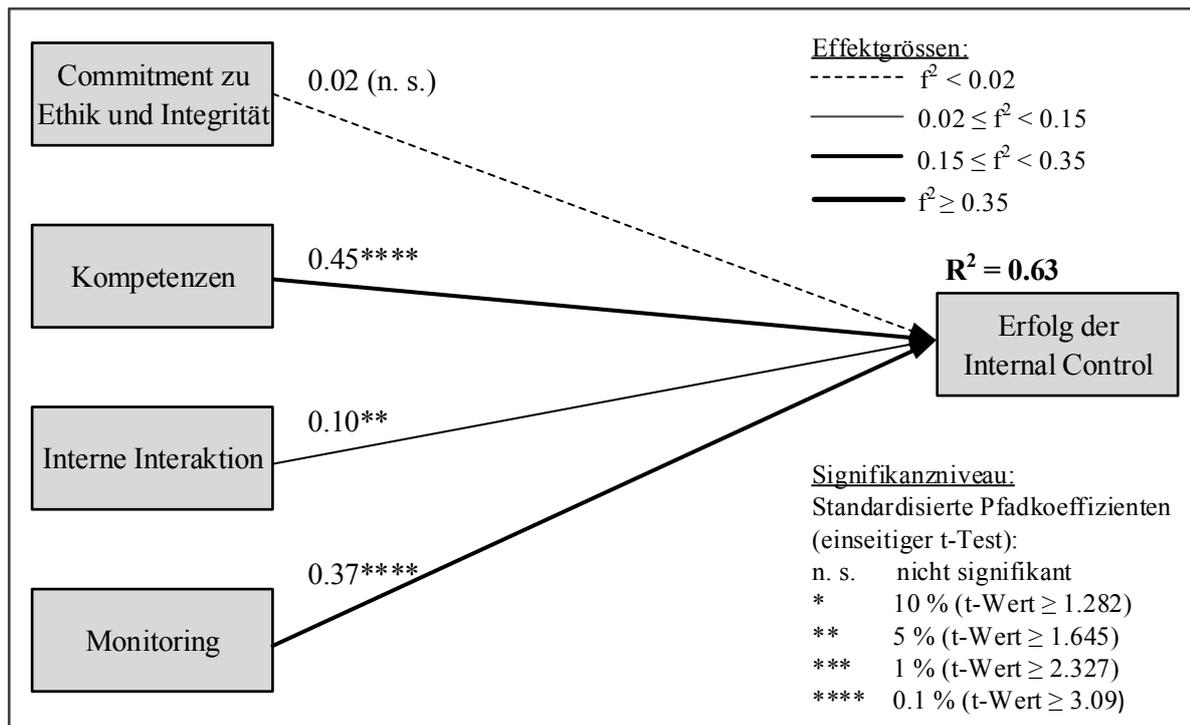 Commitment zu
Ethik und Integrität
0.02 (n. s.)
Effektgrössen:
f² < 0.02
0.02 ≤ f² < 0.15
0.15 ≤ f² < 0.35
f² ≥ 0.35
Kompetenzen
0.45****
R² = 0.63
Erfolg der
Internal Control
Interne Interaktion
0.10**
Monitoring
0.37****
Signifikanzniveau:
Standardisierte Pfadkoeffizienten
(einseitiger t-Test):
n. s. nicht signifikant
* 10 % (t-Wert ≥ 1.282)
** 5 % (t-Wert ≥ 1.645)
*** 1 % (t-Wert ≥ 2.327)
**** 0.1 % (t-Wert ≥ 3.09)